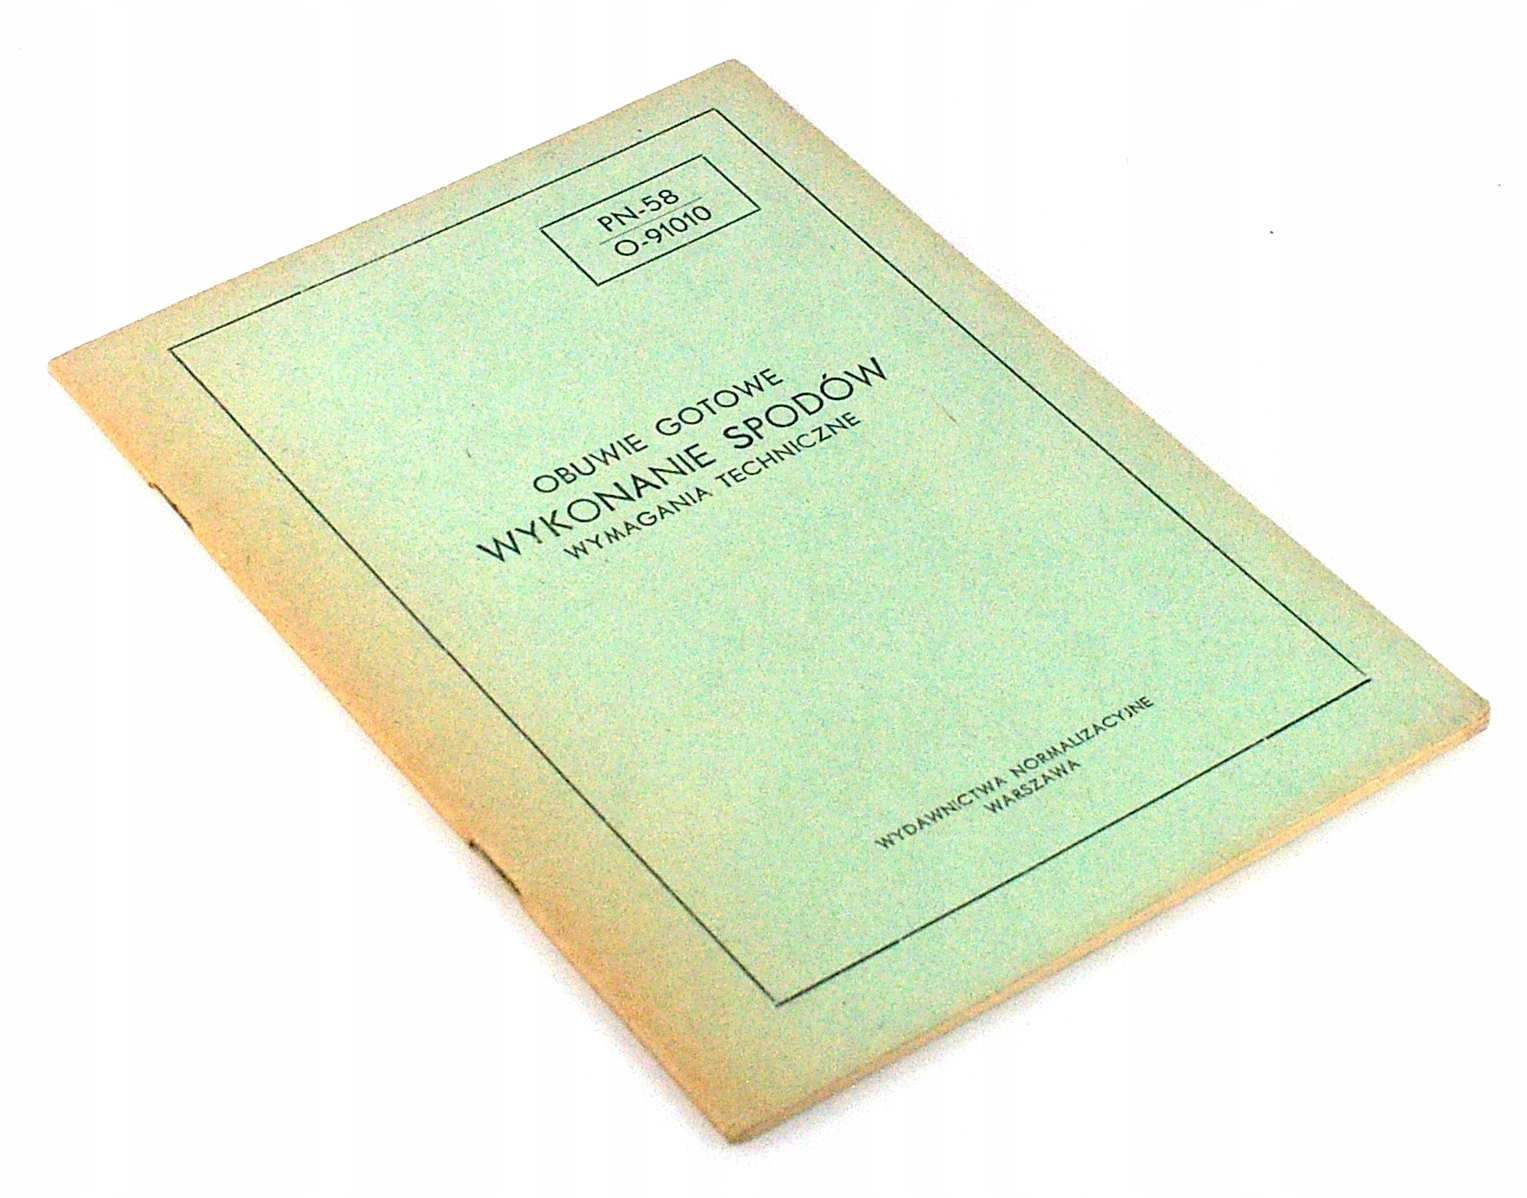 PN-58
O-91010
OBUWIE GOTOWE
WYKONANIE SPODÓW
WYMAGANIA TECHNICZNE
WYDAWNICTWA NORMALIZACYJNE
WARSZAWA